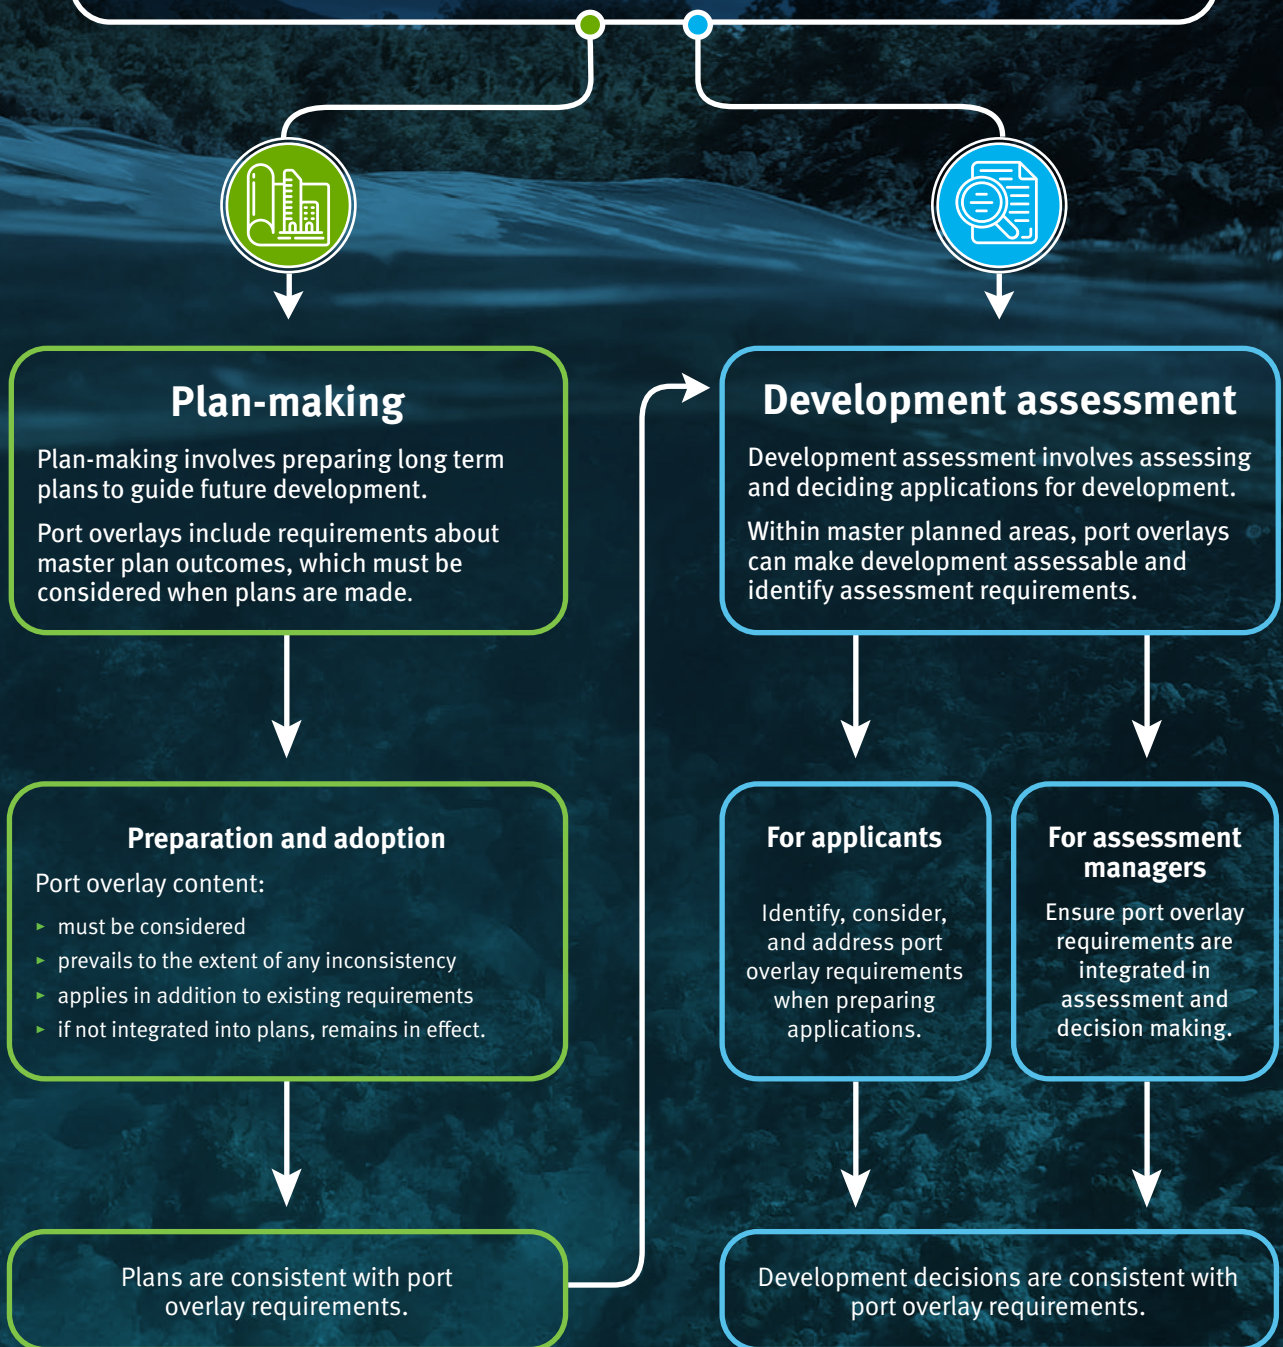 Plan-making
Plan-making involves preparing long term
plans to guide future development.
Port overlays include requirements about
master plan outcomes, which must be
considered when plans are made.
Preparation and adoption
Port overlay content:
▸ must be considered
▸ prevails to the extent of any inconsistency
▸ applies in addition to existing requirements
▸ if not integrated into plans, remains in effect.
Plans are consistent with port
overlay requirements.
Development assessment
Development assessment involves assessing
and deciding applications for development.
Within master planned areas, port overlays
can make development assessable and
identify assessment requirements.
For applicants
Identify, consider,
and address port
overlay requirements
when preparing
applications.
For assessment
managers
Ensure port overlay
requirements are
integrated in
assessment and
decision making.
Development decisions are consistent with
port overlay requirements.